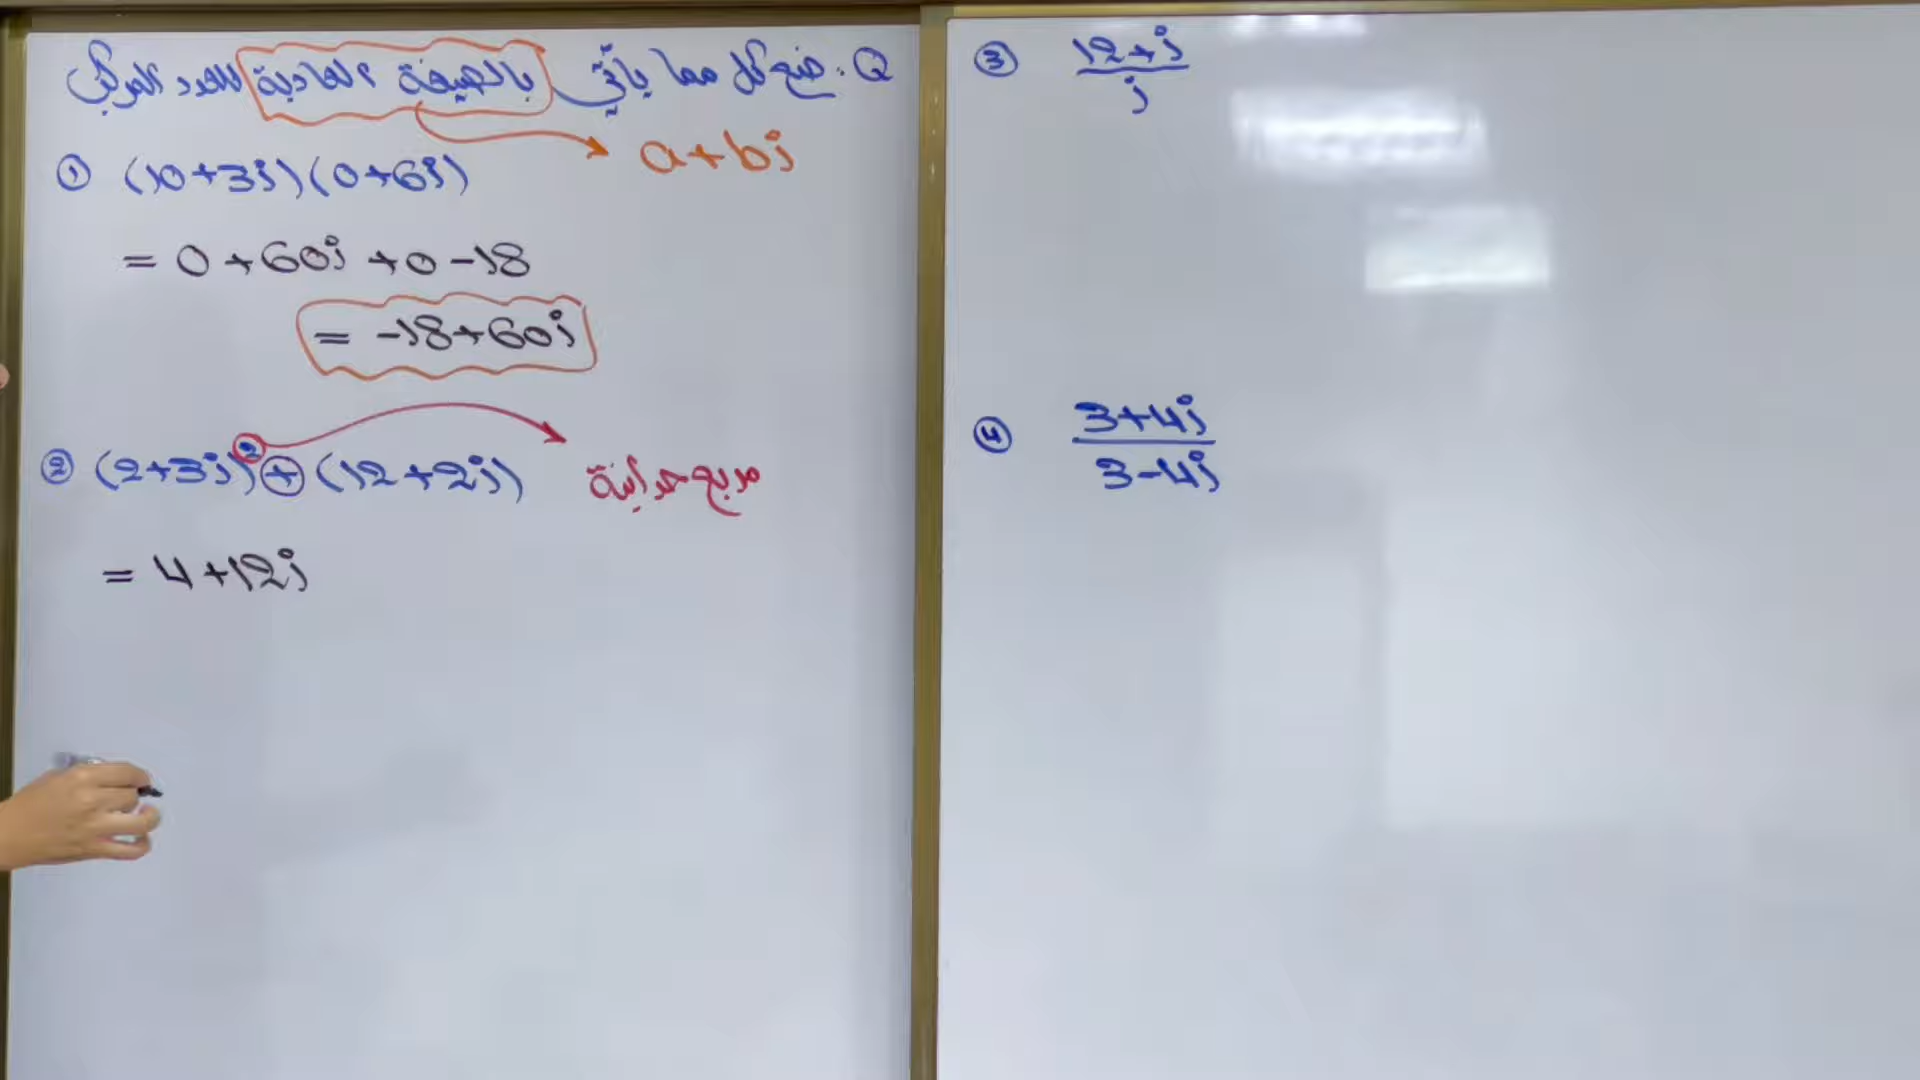 Q. ضع كل مما يأتي بالصيغة العادية للعدد المركب
a+bi
① (10+3i)(0+6i)
= 0+60i+0-18
= -18+60i
② (2+3i)²+(12+2i)
مربع حدانية
= 4+12i
③ 12+i
i
④ 3+4i
3-4i